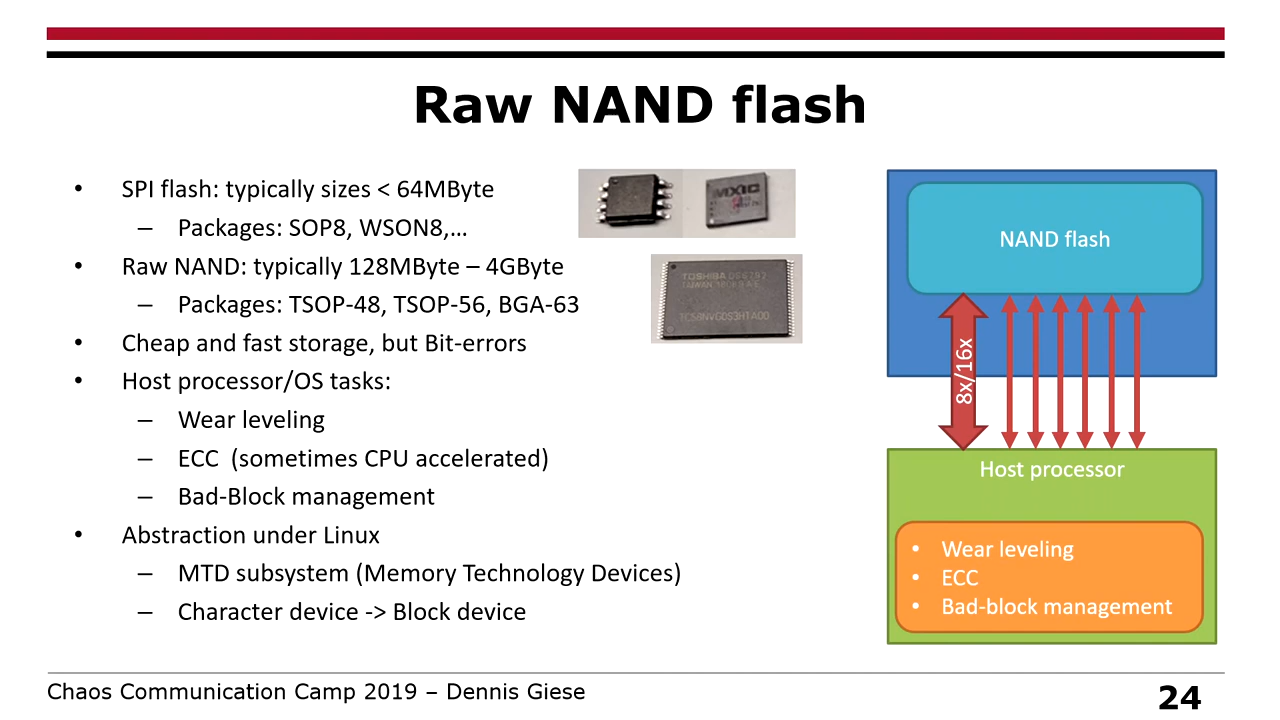 Raw NAND flash
• SPI flash: typically sizes < 64MByte
– Packages: SOP8, WSON8,…
• Raw NAND: typically 128MByte – 4GByte
– Packages: TSOP-48, TSOP-56, BGA-63
• Cheap and fast storage, but Bit-errors
• Host processor/OS tasks:
– Wear leveling
– ECC (sometimes CPU accelerated)
– Bad-Block management
• Abstraction under Linux
– MTD subsystem (Memory Technology Devices)
– Character device -> Block device
MXIC
TOSHIBA
TAIWAN
TC58NVG0S3HTA00
NAND flash
8x/16x
Host processor
• Wear leveling
• ECC
• Bad-block management
Chaos Communication Camp 2019 – Dennis Giese
24